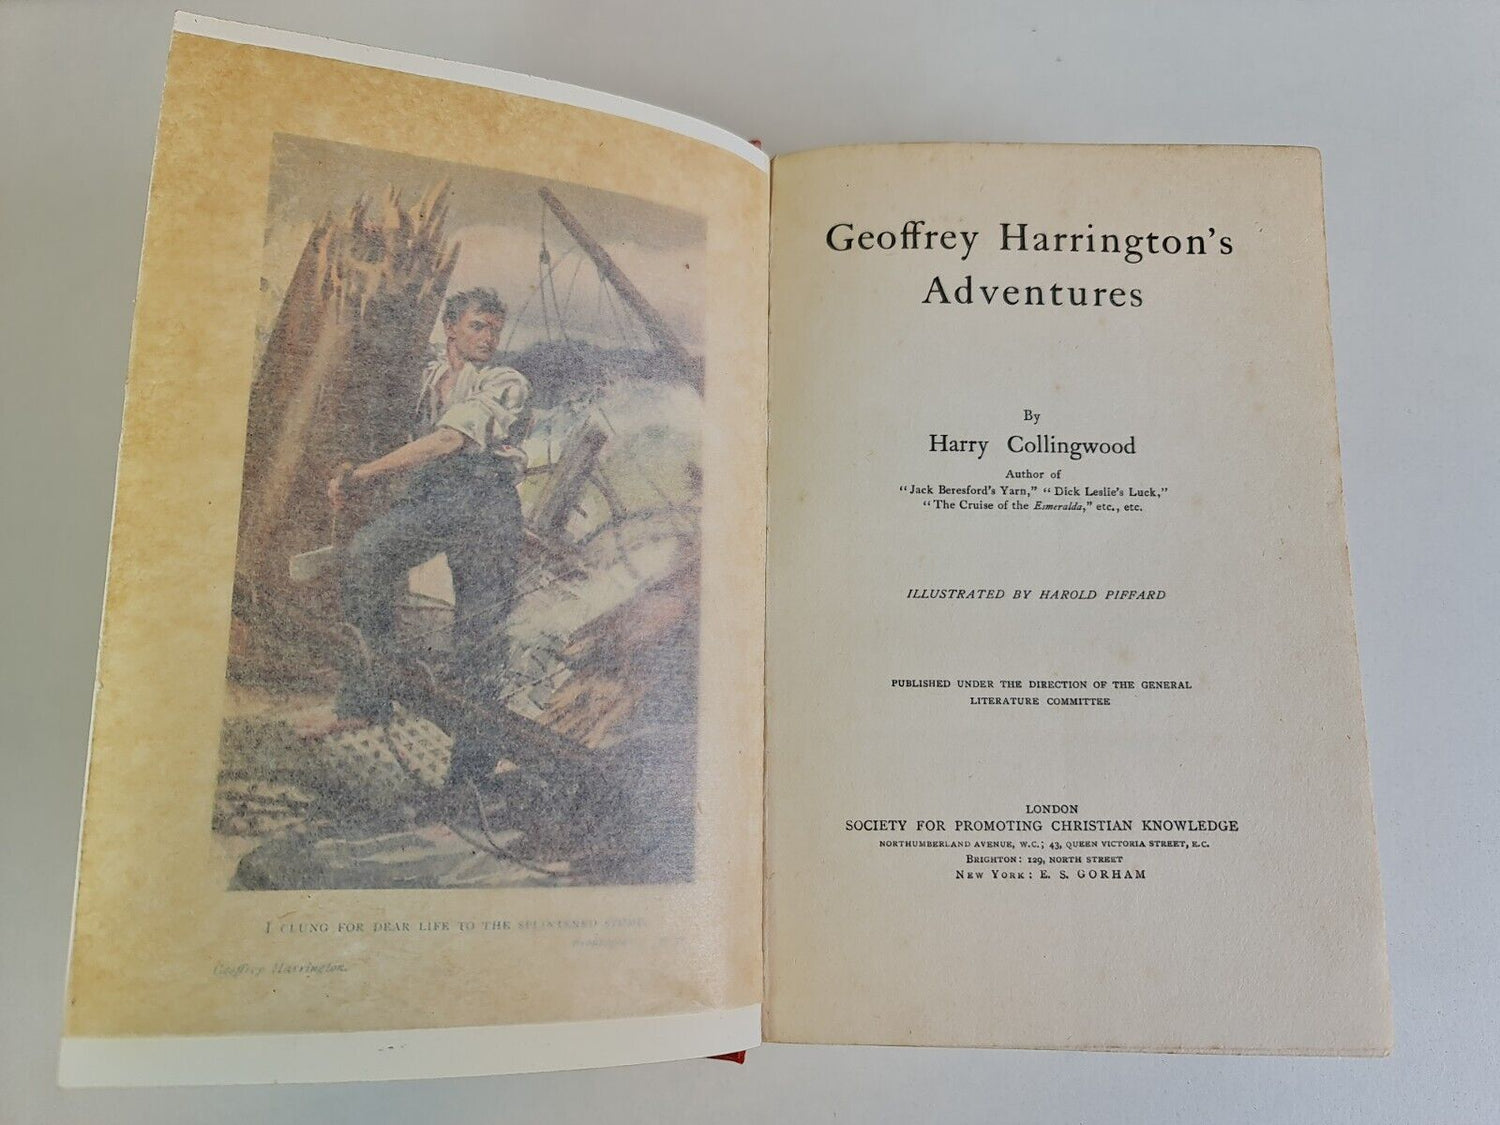 I CLUNG FOR DEAR LIFE TO THE SPLINTERED
Geoffrey Harrington.
Geoffrey Harrington's
Adventures
By
Harry Collingwood
Author of
"Jack Beresford's Yarn," "Dick Leslie's Luck,"
"The Cruise of the Esmeralda," etc., etc.
ILLUSTRATED BY HAROLD PIFFARD
PUBLISHED UNDER THE DIRECTION OF THE GENERAL
LITERATURE COMMITTEE
LONDON
SOCIETY FOR PROMOTING CHRISTIAN KNOWLEDGE
NORTHUMBERLAND AVENUE, W.C.; 43, QUEEN VICTORIA STREET, E.C.
BRIGHTON: 129, NORTH STREET
NEW YORK: E. S. GORHAM